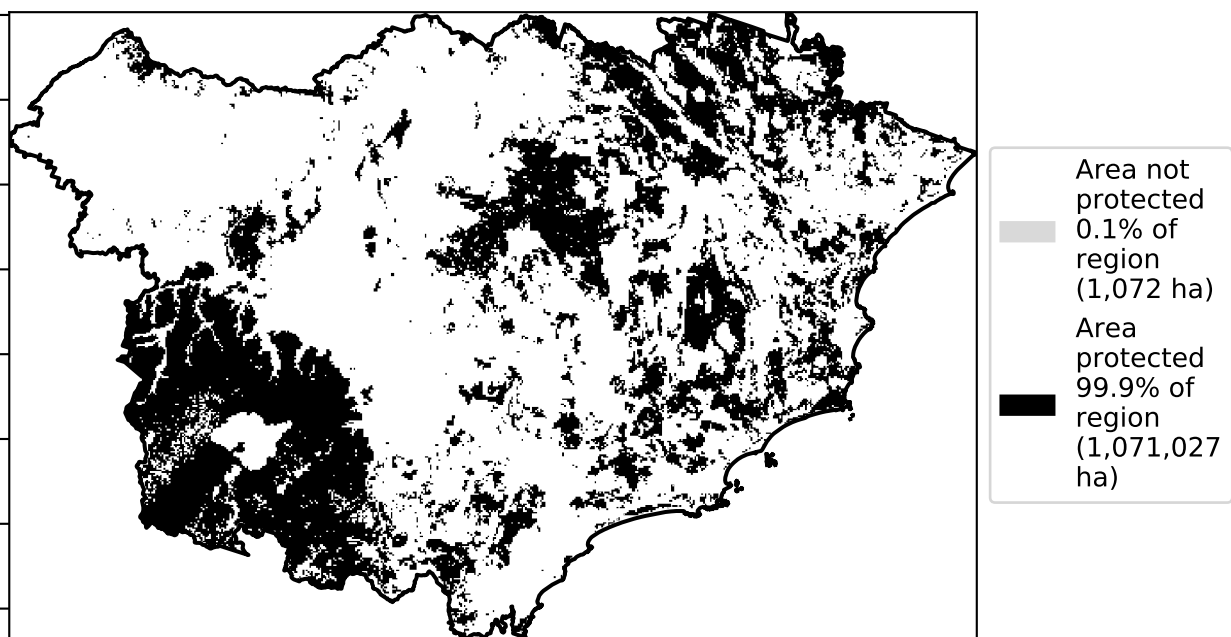 Area not
protected
0.1% of
region
(1,072 ha)
Area
protected
99.9% of
region
(1,071,027
ha)